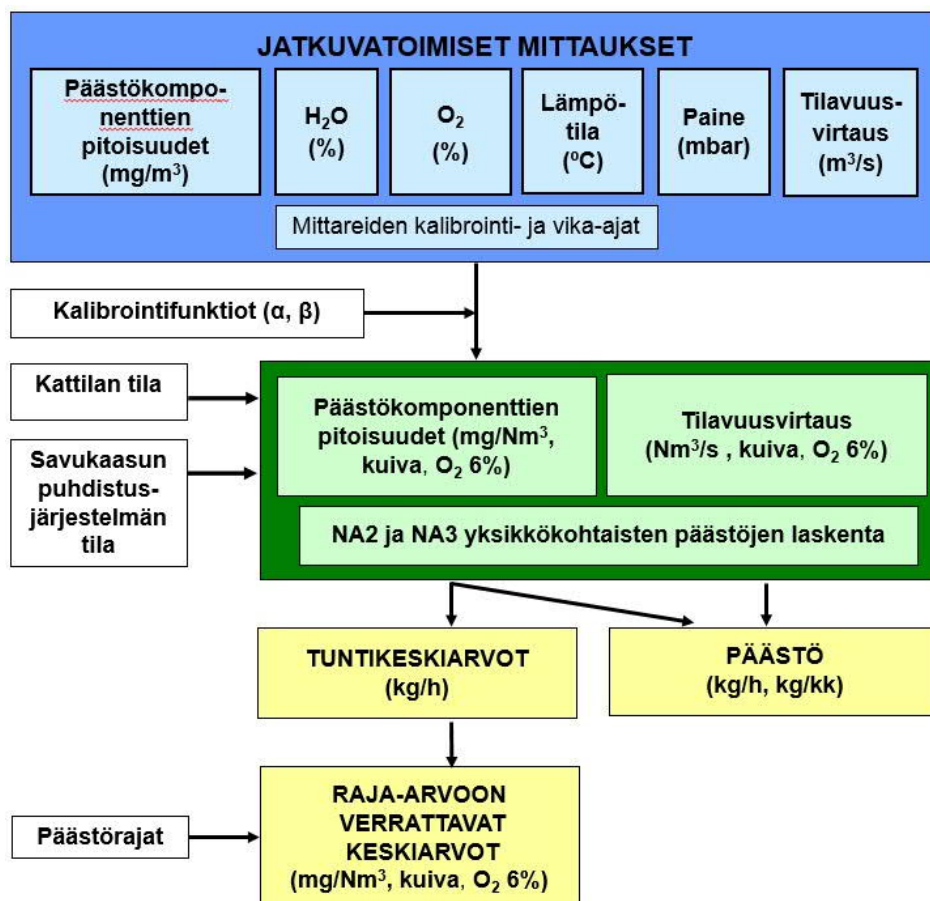 JATKUVATOIMISET MITTAUKSET
Päästökompo-
nenttien
pitoisuudet
(mg/m³)
H₂O
(%)
O₂
(%)
Lämpö-
tila
(ºC)
Paine
(mbar)
Tilavuus-
virtaus
(m³/s)
Mittareiden kalibrointi- ja vika-ajat
Kalibrointifunktiot (α, β)
Kattilan tila
Savukaasun
puhdistus-
järjestelmän
tila
Päästökomponenttien
pitoisuudet (mg/Nm³,
kuiva, O₂ 6%)
Tilavuusvirtaus
(Nm³/s , kuiva, O₂ 6%)
NA2 ja NA3 yksikkökohtaisten päästöjen laskenta
TUNTIKESKIARVOT
(kg/h)
PÄÄSTÖ
(kg/h, kg/kk)
Päästörajat
RAJA-ARVOON
VERRATTAVAT
KESKIARVOT
(mg/Nm³, kuiva, O₂ 6%)